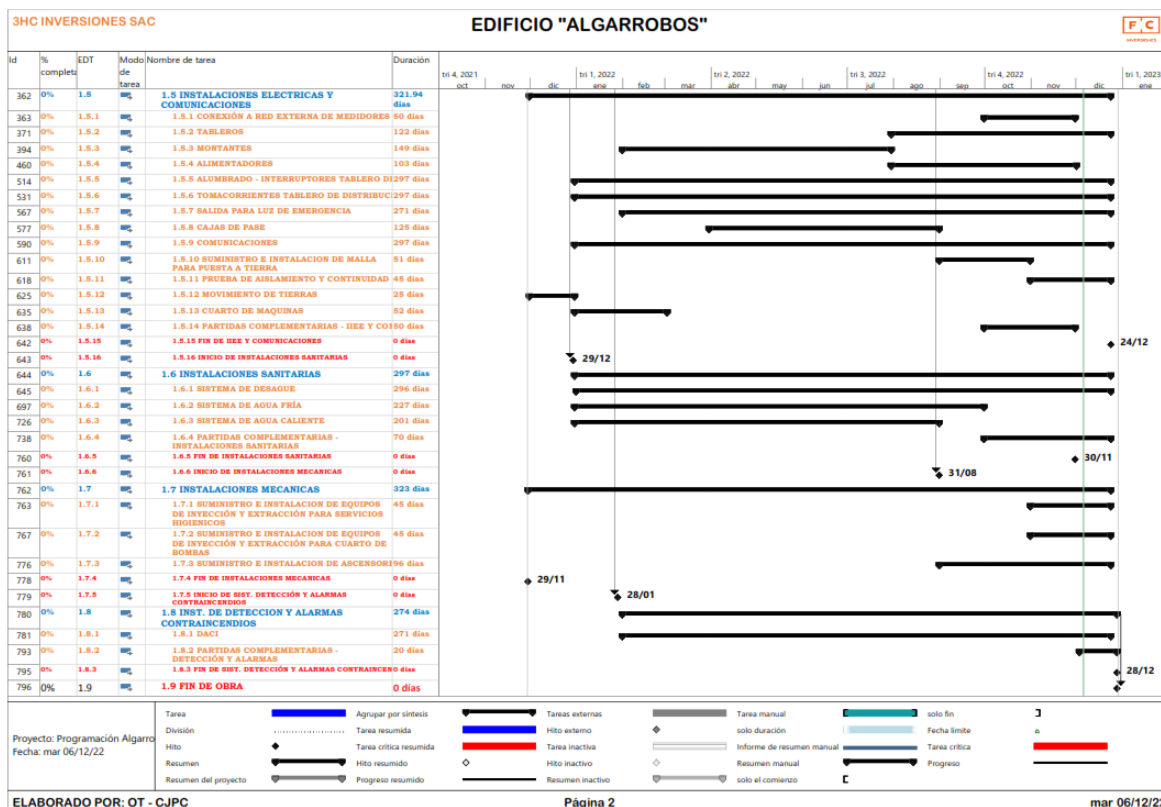 3HC INVERSIONES SAC
EDIFICIO "ALGARROBOS"
F C
INVERSIONES
Id % completa EDT Modo de tarea Nombre de tarea Duración
tri 4, 2021 tri 1, 2022 tri 2, 2022 tri 3, 2022 tri 4, 2022 tri 1, 2023
oct nov dic ene feb mar abr may jun jul ago sep oct nov dic ene
362 0% 1.5 1.5 INSTALACIONES ELECTRICAS Y COMUNICACIONES 321.94 días
363 0% 1.5.1 1.5.1 CONEXIÓN A RED EXTERNA DE MEDIDORES 50 días
371 0% 1.5.2 1.5.2 TABLEROS 122 días
394 0% 1.5.3 1.5.3 MONTANTES 149 días
460 0% 1.5.4 1.5.4 ALIMENTADORES 103 días
514 0% 1.5.5 1.5.5 ALUMBRADO - INTERRUPTORES TABLERO DI 297 días
531 0% 1.5.6 1.5.6 TOMACORRIENTES TABLERO DE DISTRIBUC 297 días
567 0% 1.5.7 1.5.7 SALIDA PARA LUZ DE EMERGENCIA 271 días
577 0% 1.5.8 1.5.8 CAJAS DE PASE 125 días
590 0% 1.5.9 1.5.9 COMUNICACIONES 297 días
611 0% 1.5.10 1.5.10 SUMINISTRO E INSTALACION DE MALLA PARA PUESTA A TIERRA 51 días
618 0% 1.5.11 1.5.11 PRUEBA DE AISLAMIENTO Y CONTINUIDAD 45 días
625 0% 1.5.12 1.5.12 MOVIMIENTO DE TIERRAS 25 días
635 0% 1.5.13 1.5.13 CUARTO DE MAQUINAS 52 días
638 0% 1.5.14 1.5.14 PARTIDAS COMPLEMENTARIAS - IIEE Y CO 50 días
642 0% 1.5.15 1.5.15 FIN DE IIEE Y COMUNICACIONES 0 días 24/12
643 0% 1.5.16 1.5.16 INICIO DE INSTALACIONES SANITARIAS 0 días 29/12
644 0% 1.6 1.6 INSTALACIONES SANITARIAS 297 días
645 0% 1.6.1 1.6.1 SISTEMA DE DESAGUE 296 días
697 0% 1.6.2 1.6.2 SISTEMA DE AGUA FRÍA 227 días
726 0% 1.6.3 1.6.3 SISTEMA DE AGUA CALIENTE 201 días
738 0% 1.6.4 1.6.4 PARTIDAS COMPLEMENTARIAS - INSTALACIONES SANITARIAS 70 días
760 0% 1.6.5 1.6.5 FIN DE INSTALACIONES SANITARIAS 0 días 30/11
761 0% 1.6.6 1.6.6 INICIO DE INSTALACIONES MECANICAS 0 días 31/08
762 0% 1.7 1.7 INSTALACIONES MECANICAS 323 días
763 0% 1.7.1 1.7.1 SUMINISTRO E INSTALACION DE EQUIPOS DE INYECCIÓN Y EXTRACCIÓN PARA SERVICIOS HIGIENICOS 45 días
767 0% 1.7.2 1.7.2 SUMINISTRO E INSTALACION DE EQUIPOS DE INYECCIÓN Y EXTRACCIÓN PARA CUARTO DE BOMBAS 45 días
776 0% 1.7.3 1.7.3 SUMINISTRO E INSTALACION DE ASCENSORI 96 días
778 0% 1.7.4 1.7.4 FIN DE INSTALACIONES MECANICAS 0 días 29/11
779 0% 1.7.5 1.7.5 INICIO DE SIST. DETECCIÓN Y ALARMAS CONTRAINCENDIOS 0 días 28/01
780 0% 1.8 1.8 INST. DE DETECCION Y ALARMAS CONTRAINCENDIOS 274 días
781 0% 1.8.1 1.8.1 DACI 271 días
793 0% 1.8.2 1.8.2 PARTIDAS COMPLEMENTARIAS - DETECCIÓN Y ALARMAS 20 días
795 0% 1.8.3 1.8.3 FIN DE SIST. DETECCIÓN Y ALARMAS CONTRAINCEN 0 días 28/12
796 0% 1.9 1.9 FIN DE OBRA 0 días
Proyecto: Programación Algarro
Fecha: mar 06/12/22
Tarea Agrupar por síntesis Tareas externas Tarea manual solo fin
División Tarea resumida Hito externo solo duración Fecha límite
Hito Tarea crítica resumida Tarea inactiva Informe de resumen manual Tarea crítica
Resumen Hito resumido Hito inactivo Resumen manual Progreso
Resumen del proyecto Progreso resumido Resumen inactivo solo el comienzo
ELABORADO POR: OT - CJPC Página 2 mar 06/12/22